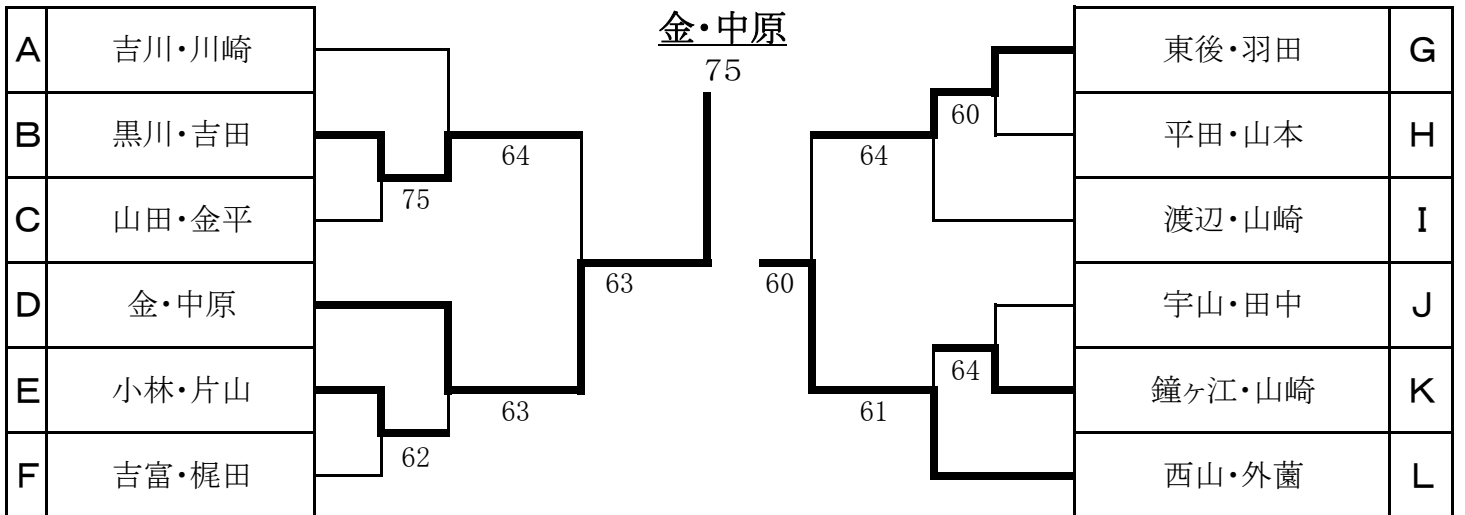 金・中原
75
A 吉川・川崎
B 黒川・吉田
C 山田・金平
D 金・中原
E 小林・片山
F 吉富・梶田
75
64
62
63
63
東後・羽田 G
平田・山本 H
渡辺・山崎 I
宇山・田中 J
鐘ヶ江・山崎 K
西山・外薗 L
60
64
64
61
60